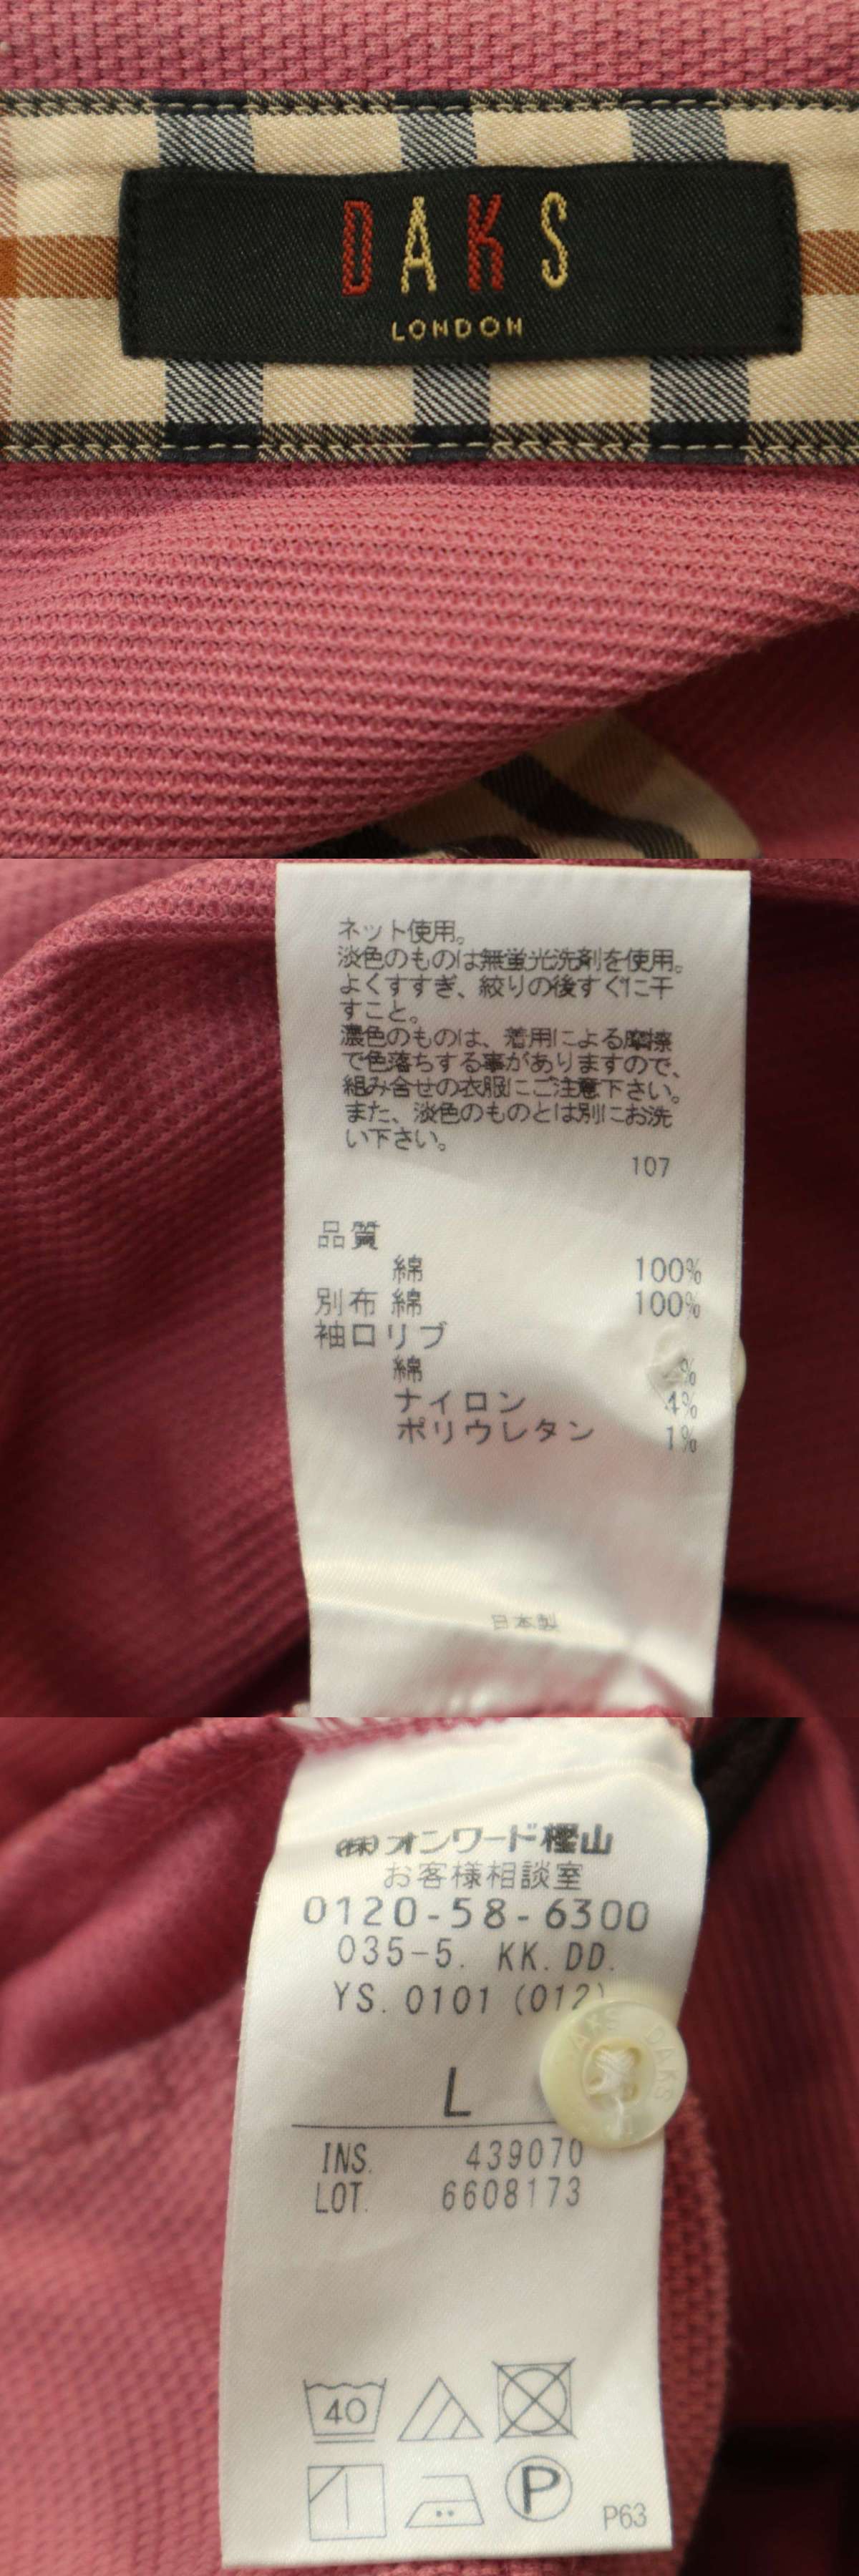 DAKS
LONDON
ネット使用。
淡色のものは無蛍光洗剤を使用。
よくすすぎ、絞りの後すぐに干
すこと。
濃色のものは、着用による摩擦
で色落ちする事がありますので、
組み合せの衣服にご注意下さい。
また、淡色のものとは別にお洗
い下さい。
107
品質
綿 100%
別布 綿 100%
袖口リブ
綿 %
ナイロン 4%
ポリウレタン 1%
日本製
㈱オンワード樫山
お客様相談室
0120-58-6300
035-5. KK. DD.
YS. 0101 (012)
DAKS
L
INS. 439070
LOT. 6608173
40
P
P63